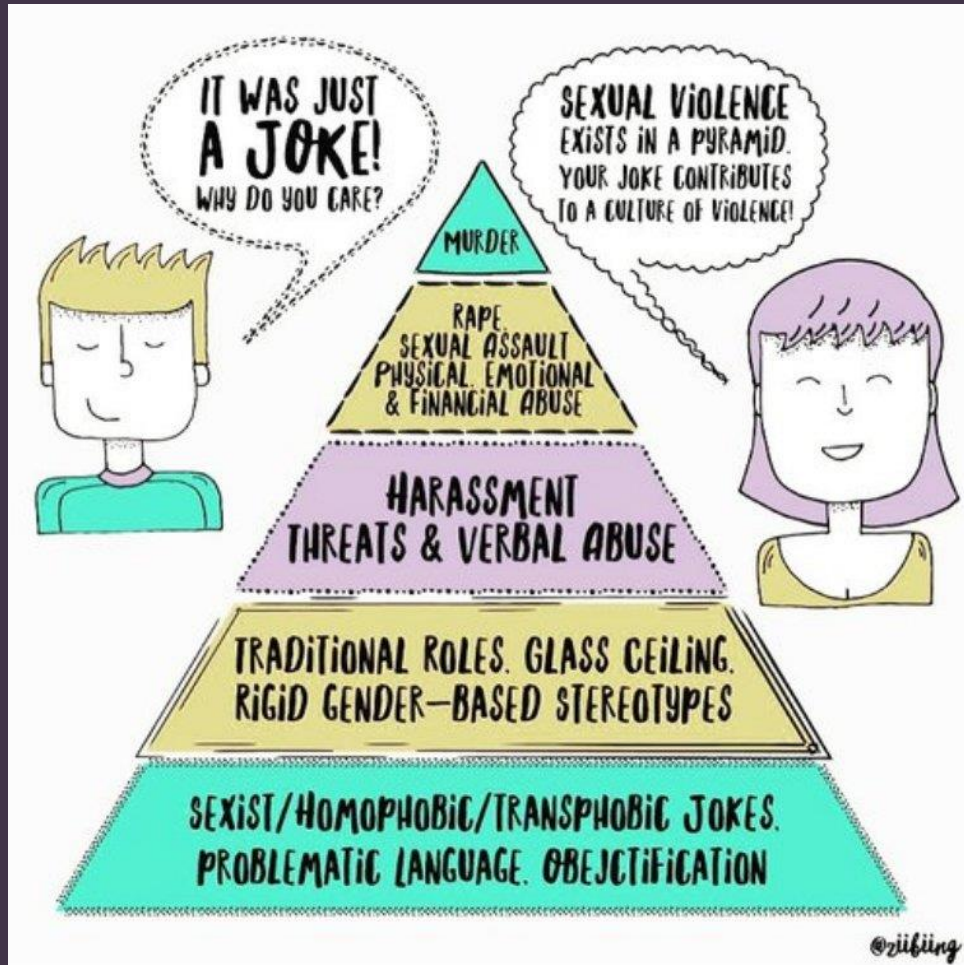 IT WAS JUST
A JOKE!
WHY DO YOU CARE?
SEXUAL VIOLENCE
EXISTS IN A PYRAMID.
YOUR JOKE CONTRIBUTES
TO A CULTURE OF VIOLENCE!
MURDER
RAPE,
SEXUAL ASSAULT
PHYSICAL, EMOTIONAL
& FINANCIAL ABUSE
HARASSMENT
THREATS & VERBAL ABUSE
TRADITIONAL ROLES, GLASS CEILING,
RIGID GENDER-BASED STEREOTYPES
SEXIST/HOMOPHOBIC/TRANSPHOBIC JOKES,
PROBLEMATIC LANGUAGE, OBEJCTIFICATION
@ziibiing